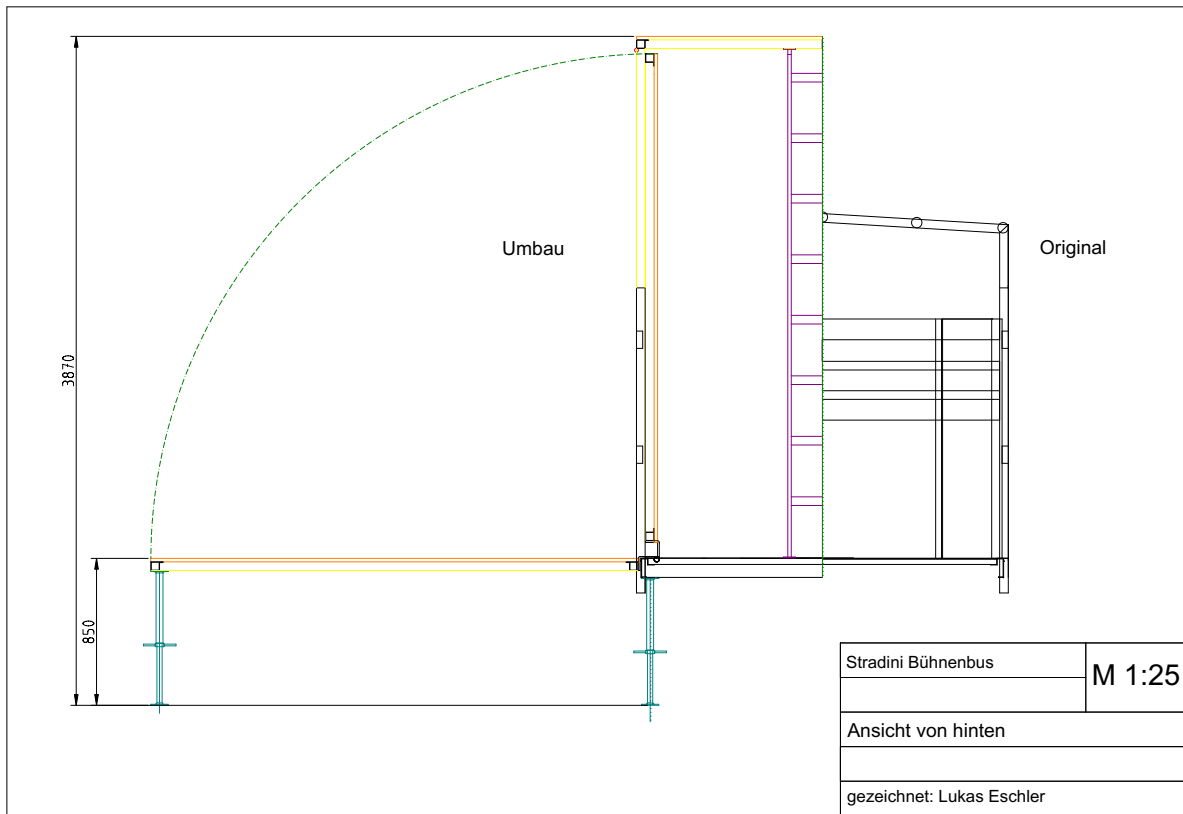 Umbau
Original
3870
850
Stradini Bühnenbus
M 1:25
Ansicht von hinten
gezeichnet: Lukas Eschler